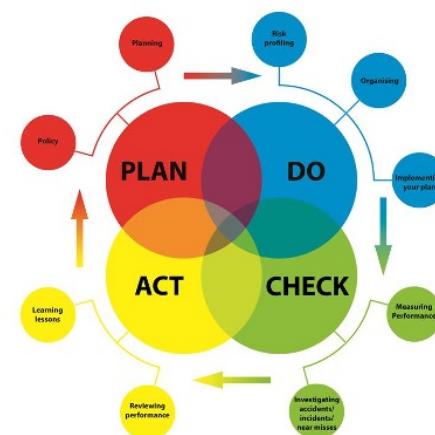 Planning
Policy
PLAN
Risk
profiling
Organising
Implementing
your plan
DO
ACT
CHECK
Learning
lessons
Reviewing
performance
Measuring
Performance
Investigating
accidents/
incidents/
near misses